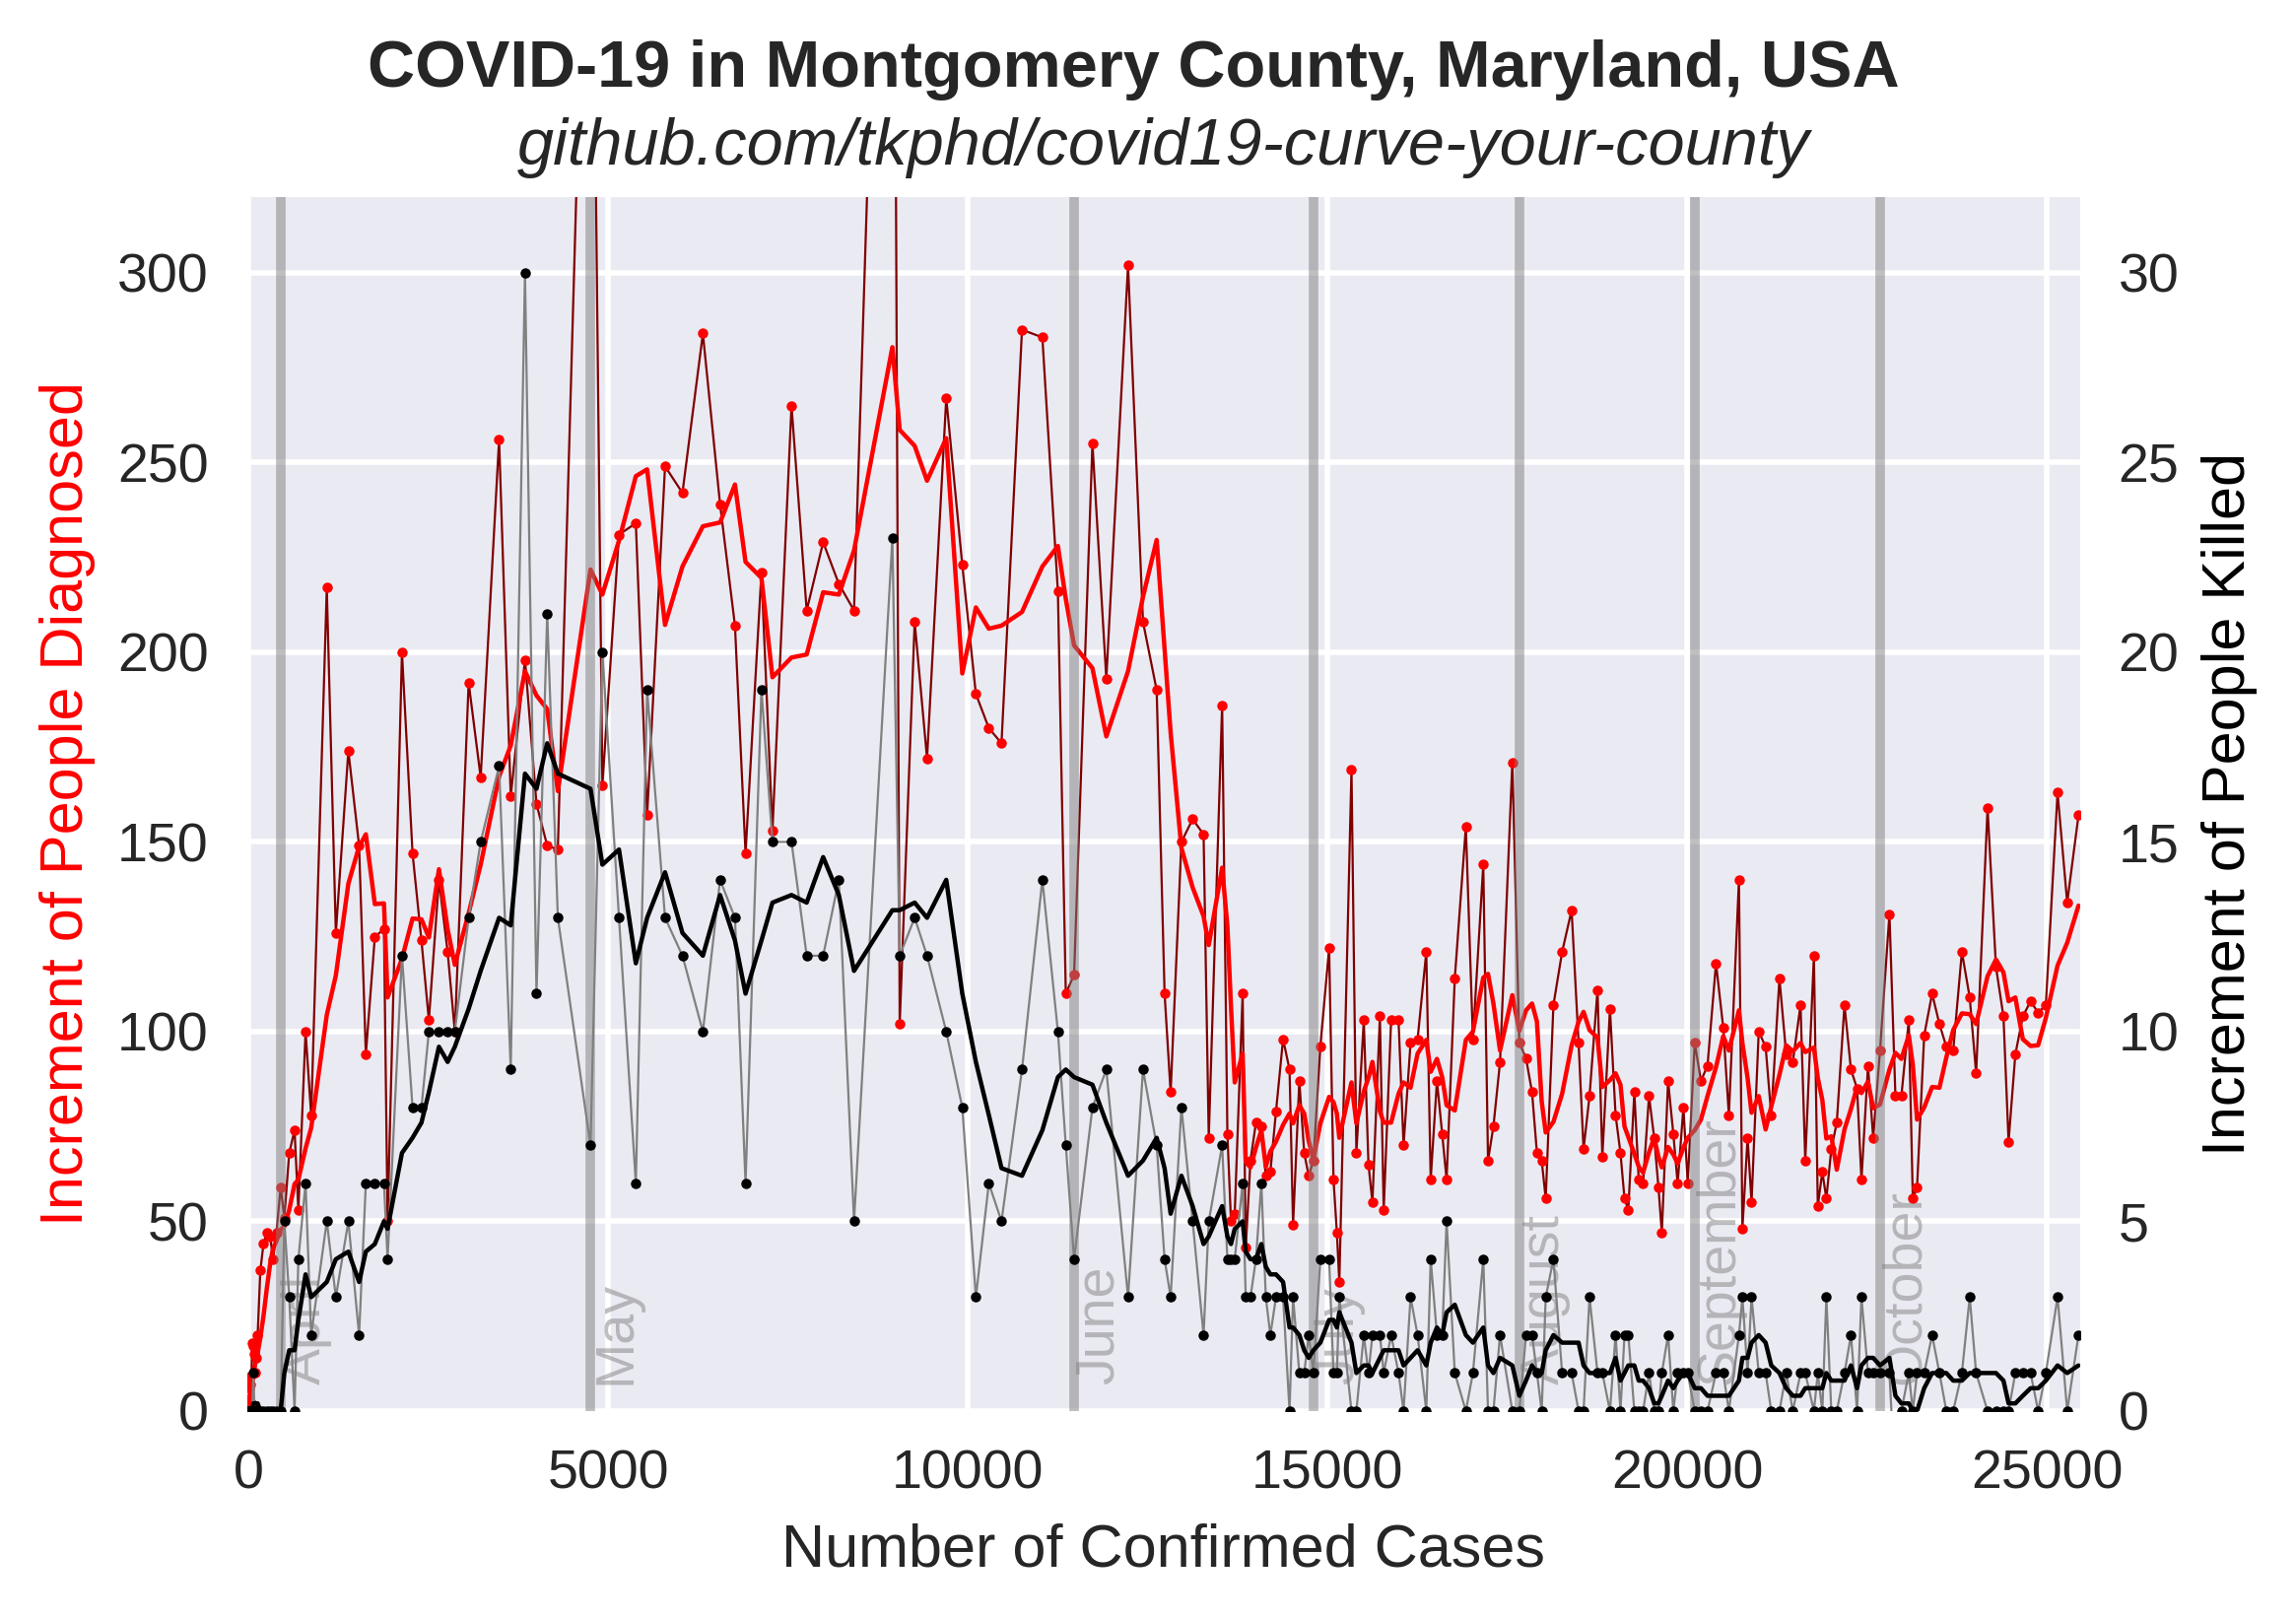 COVID-19 in Montgomery County, Maryland, USA
github.com/tkphd/covid19-curve-your-county
Increment of People Diagnosed
300
250
200
150
100
50
0
30
25
20
15
10
5
0
Increment of People Killed
April
May
June
July
August
September
October
0
5000
10000
15000
20000
25000
Number of Confirmed Cases